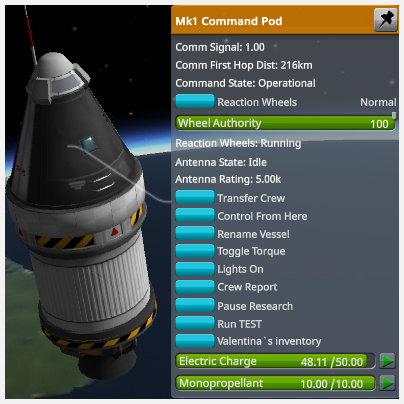 Mk1 Command Pod
Comm Signal: 1.00
Comm First Hop Dist: 216km
Command State: Operational
Reaction Wheels Normal
Wheel Authority 100
Reaction Wheels: Running
Antenna State: Idle
Antenna Rating: 5.00k
Transfer Crew
Control From Here
Rename Vessel
Toggle Torque
Lights On
Crew Report
Pause Research
Run TEST
Valentina`s inventory
Electric Charge 48.11 /50.00
Monopropellant 10.00 /10.00